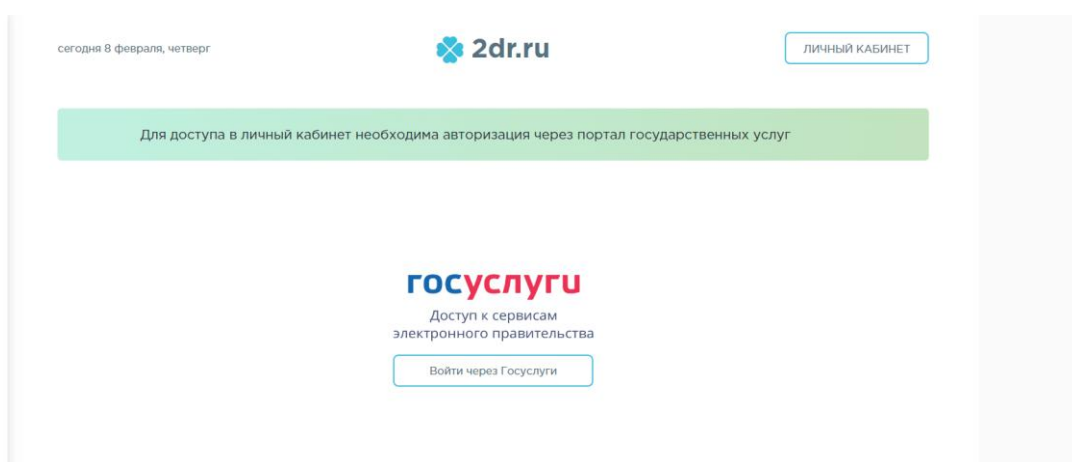 сегодня 8 февраля, четверг
2dr.ru
ЛИЧНЫЙ КАБИНЕТ
Для доступа в личный кабинет необходима авторизация через портал государственных услуг
госуслуги
Доступ к сервисам
электронного правительства
Войти через Госуслуги